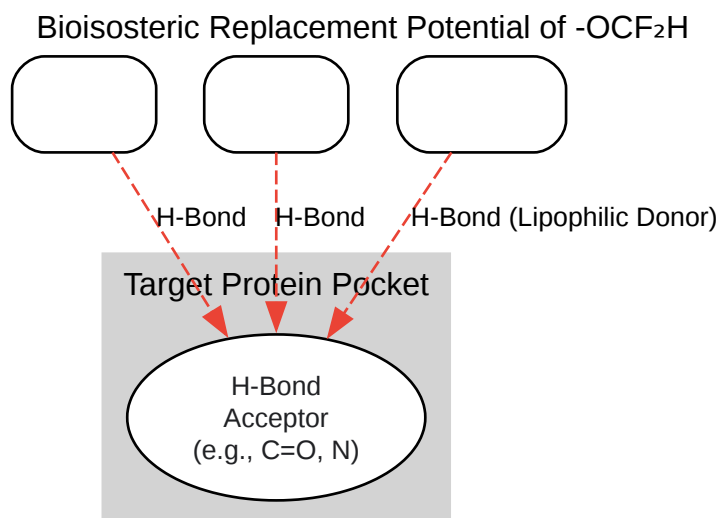 Bioisosteric Replacement Potential of -OCF₂H
H-Bond
H-Bond
H-Bond (Lipophilic Donor)
Target Protein Pocket
H-Bond
Acceptor
(e.g., C=O, N)